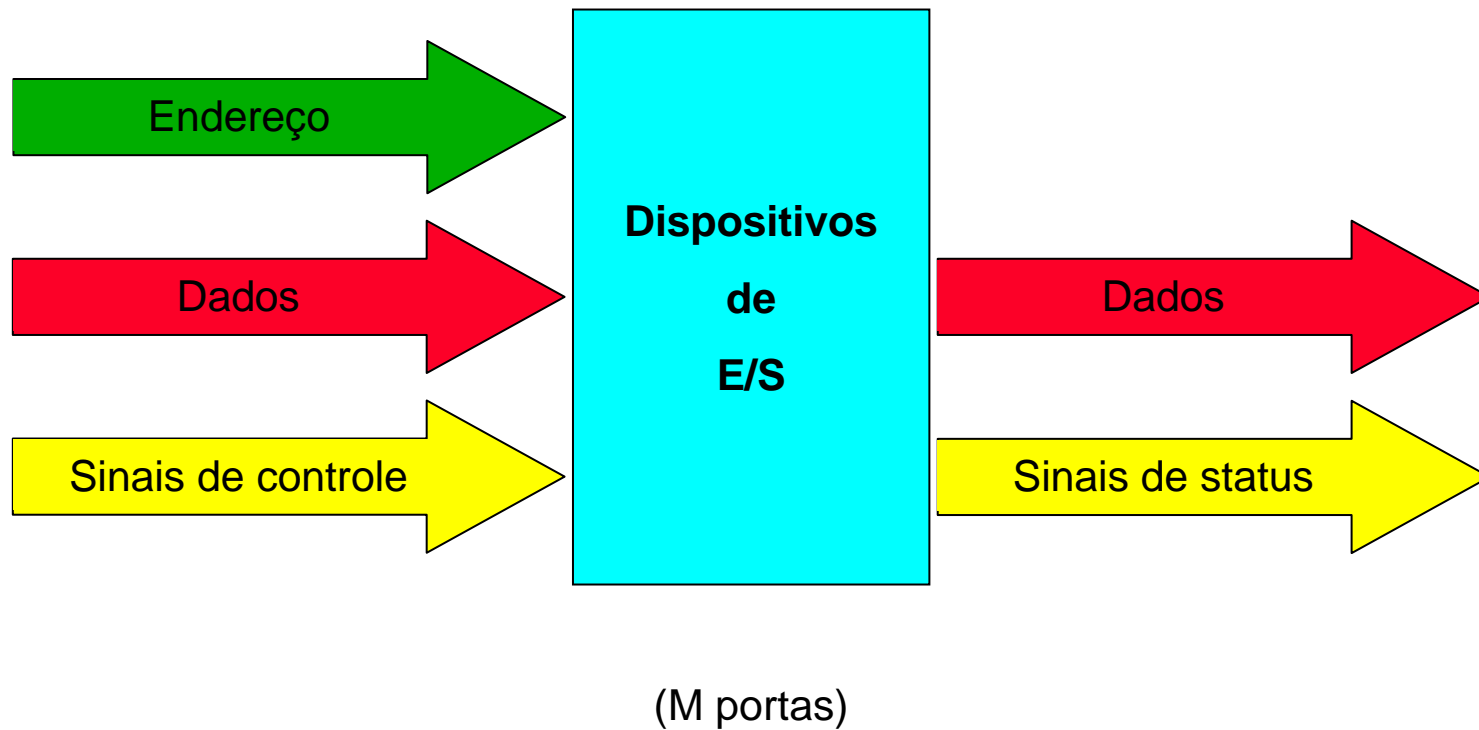 Endereço
Dados
Sinais de controle
Dispositivos
de
E/S
Dados
Sinais de status
(M portas)